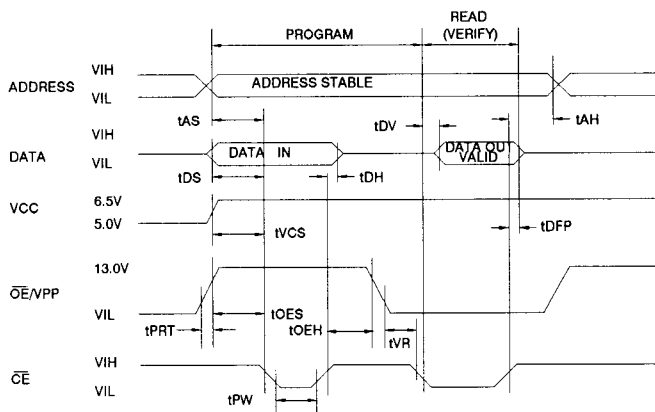 READ
PROGRAM (VERIFY)
VIH
ADDRESS ADDRESS STABLE
VIL
tAS tDV tAH
VIH
DATA DATA IN DATA OUT
VIL VALID
tDS tDH
VCC 6.5V
5.0V tVCS tDFP
13.0V
OE/VPP
VIL tOES
tPRT tOEH tVR
VIH
CE
VIL
tPW